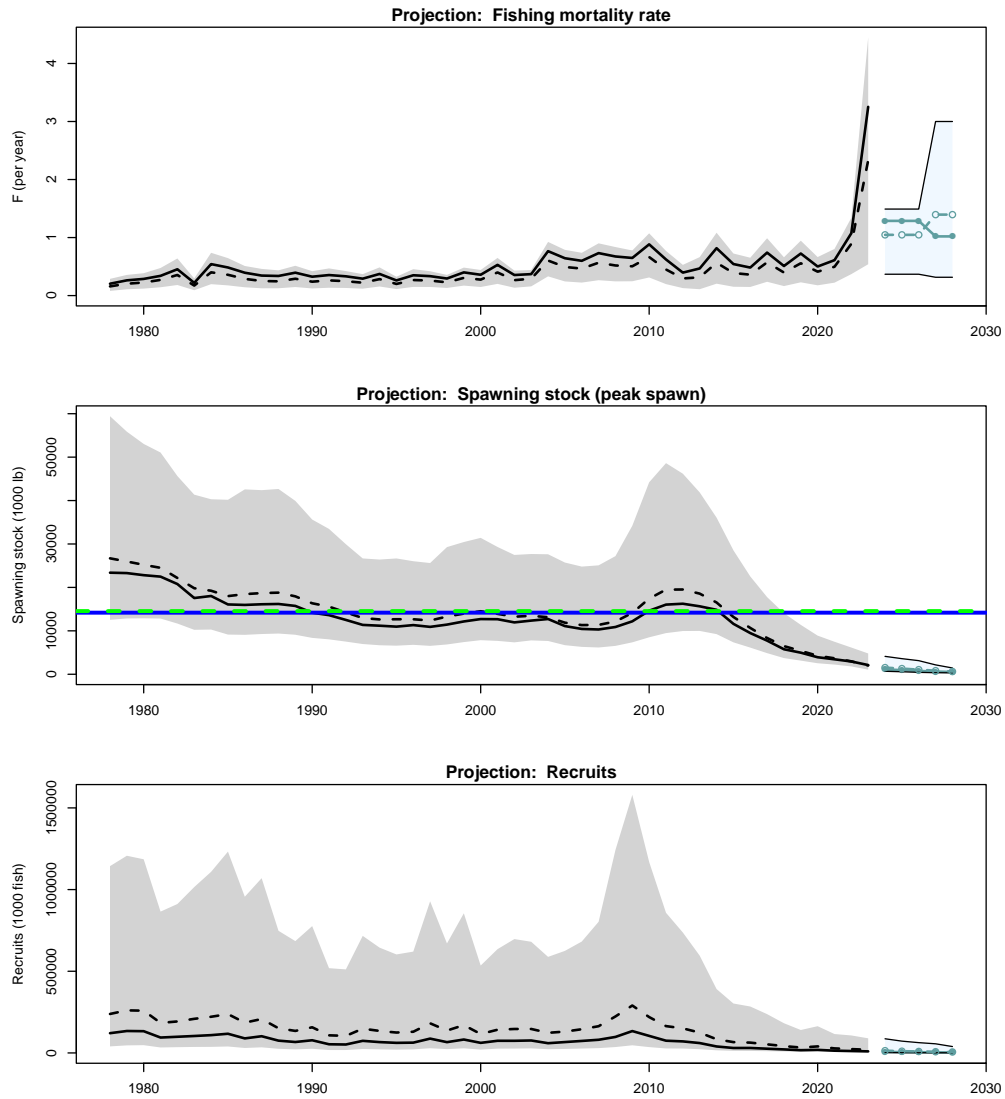 Projection:  Fishing mortality rate
4
3
2
1
0
F (per year)
1980 1990 2000 2010 2020 2030
Projection:  Spawning stock (peak spawn)
50000
30000
10000
0
Spawning stock (1000 lb)
1980 1990 2000 2010 2020 2030
Projection:  Recruits
1500000
1000000
500000
0
Recruits (1000 fish)
1980 1990 2000 2010 2020 2030